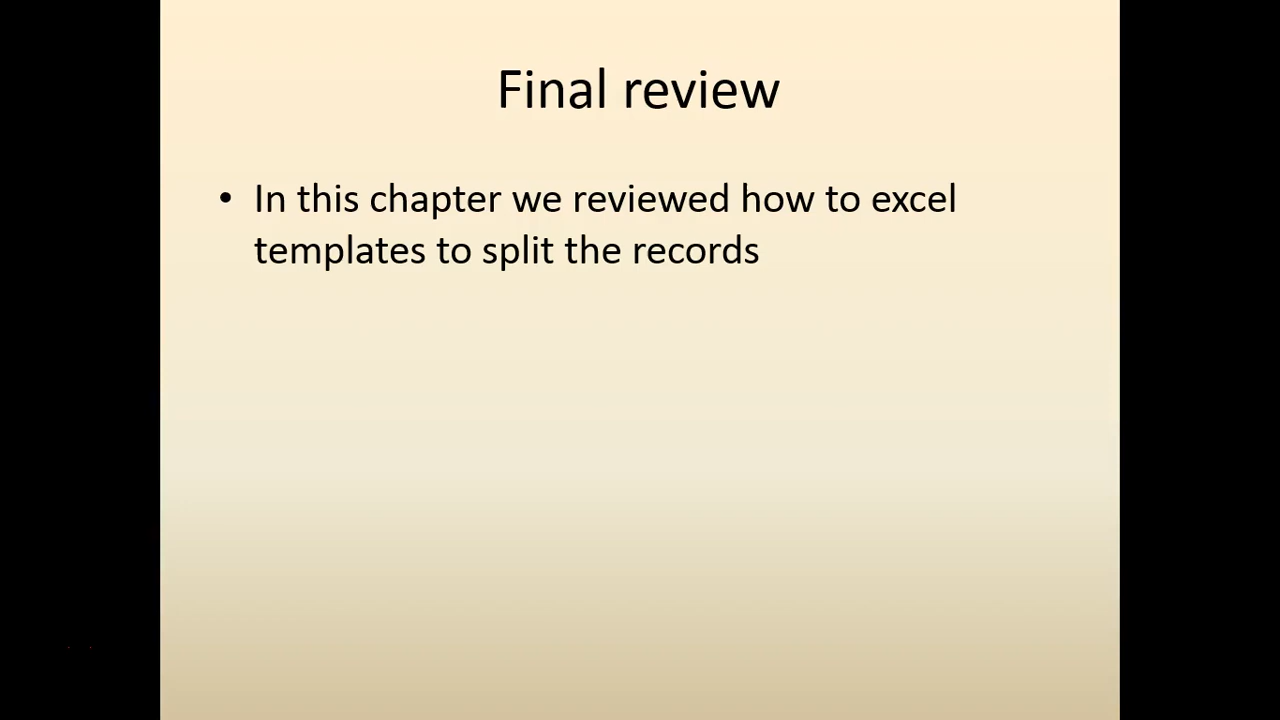 Final review
• In this chapter we reviewed how to excel
templates to split the records